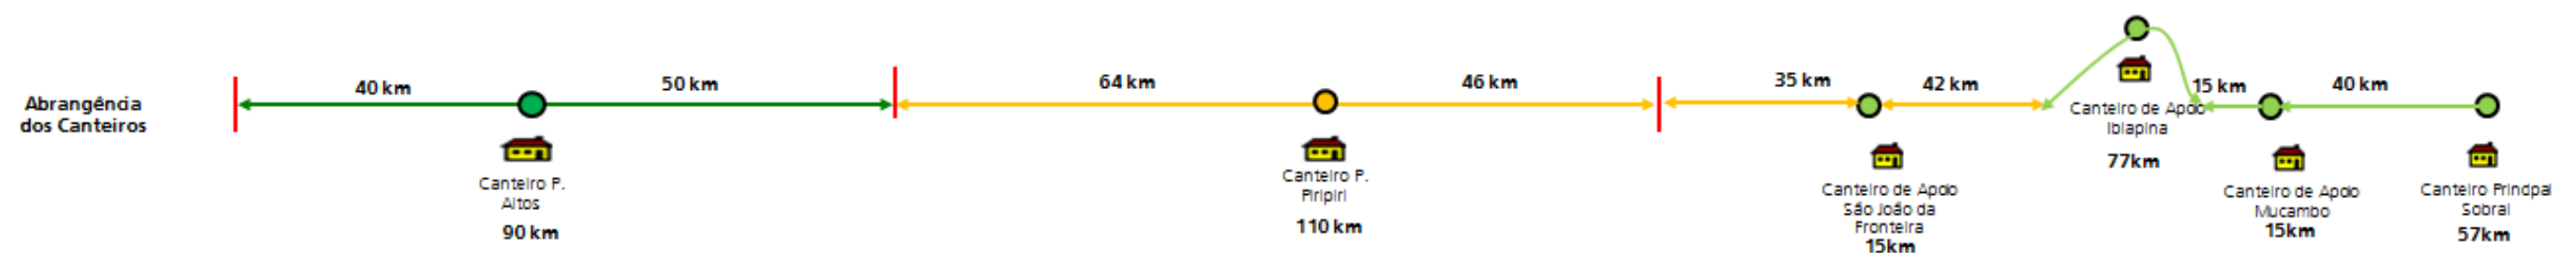 Abrangência
dos Canteiros
40 km
50 km
64 km
46 km
35 km
42 km
15 km
40 km
Canteiro P.
Altos
90 km
Canteiro P.
Piripiri
110 km
Canteiro de Apoio
São João da
Fronteira
15km
Canteiro de Apoio
Ibiapina
77km
Canteiro de Apoio
Mucambo
15km
Canteiro Principal
Sobral
57km